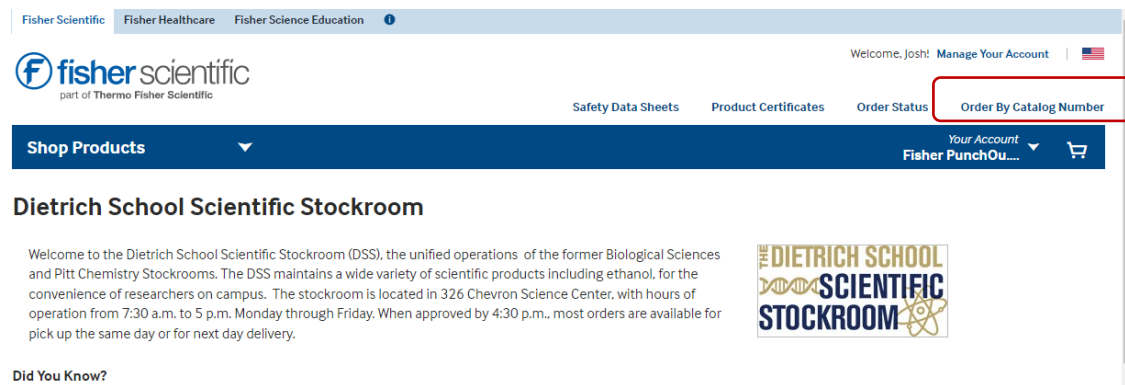 Fisher Scientific Fisher Healthcare Fisher Science Education i
Welcome, Josh! Manage Your Account
fisher scientific
part of Thermo Fisher Scientific
Safety Data Sheets Product Certificates Order Status Order By Catalog Number
Shop Products
Your Account
Fisher PunchOu....
Dietrich School Scientific Stockroom
Welcome to the Dietrich School Scientific Stockroom (DSS), the unified operations of the former Biological Sciences
and Pitt Chemistry Stockrooms. The DSS maintains a wide variety of scientific products including ethanol, for the
convenience of researchers on campus. The stockroom is located in 326 Chevron Science Center, with hours of
operation from 7:30 a.m. to 5 p.m. Monday through Friday. When approved by 4:30 p.m., most orders are available for
pick up the same day or for next day delivery.
THE DIETRICH SCHOOL
SCIENTIFIC
STOCKROOM
Did You Know?